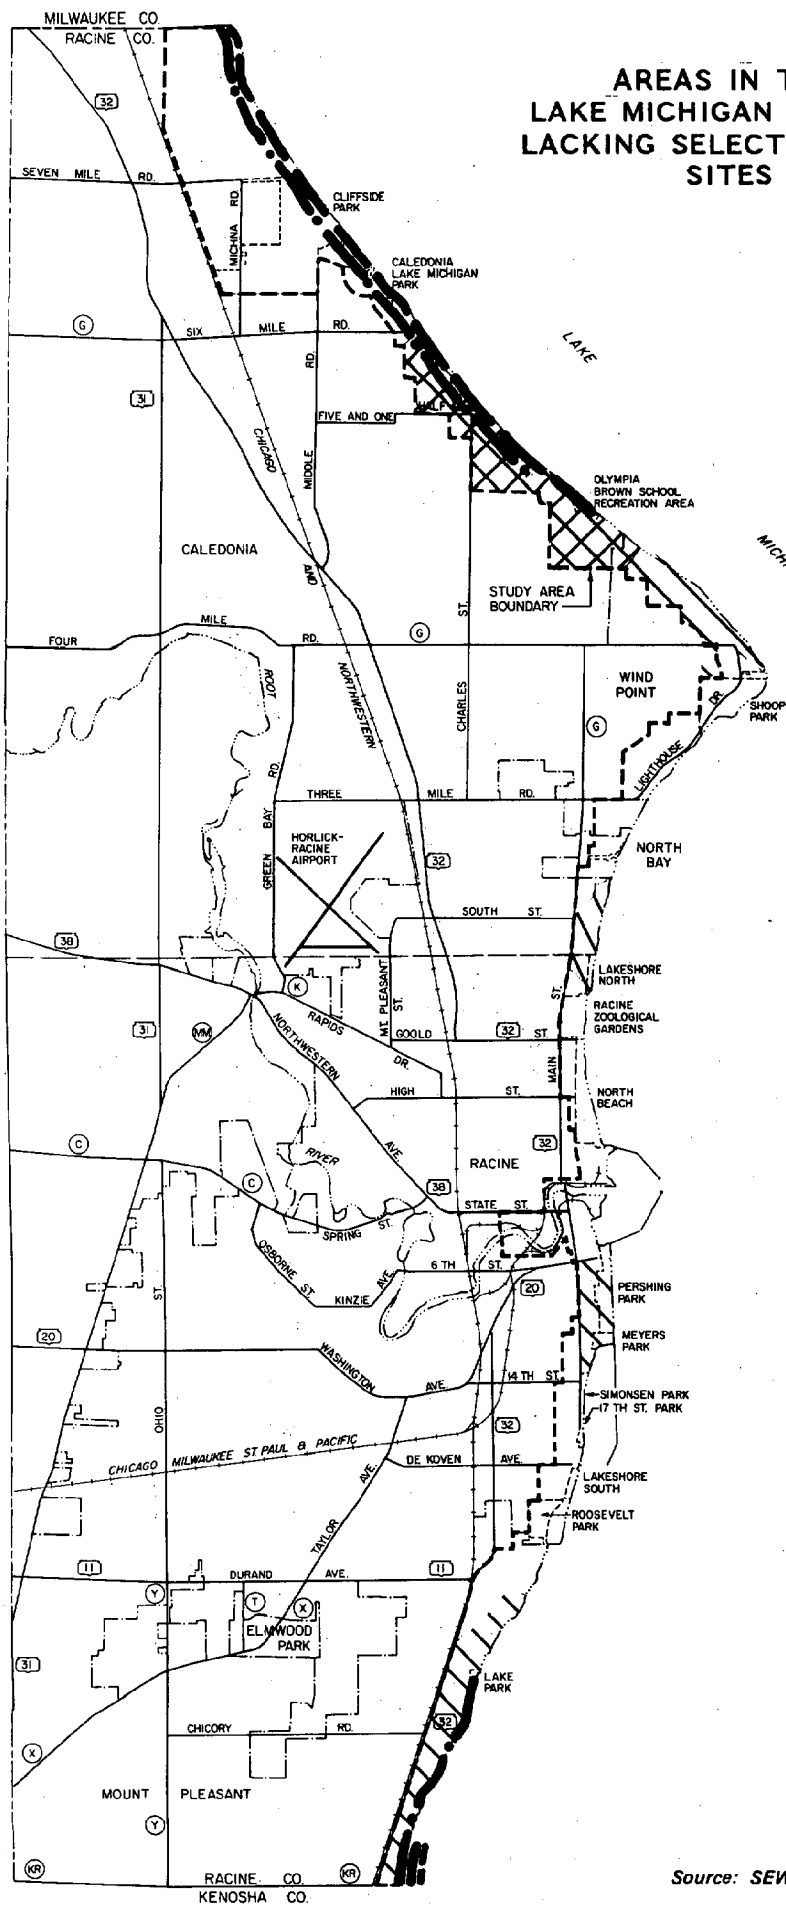 MILWAUKEE CO.
RACINE CO.
AREAS IN T
LAKE MICHIGAN
LACKING SELECT
SITES
32
SEVEN MILE RD.
MICHNA RD.
CLIFFSIDE
PARK
CALEDONIA
LAKE MICHIGAN
PARK
G
SIX MILE RD.
LAKE
31
CHICAGO
AND
NORTHWESTERN
MIDDLE RD.
FIVE AND ONE HALF
OLYMPIA
BROWN SCHOOL
RECREATION AREA
MICH
CALEDONIA
STUDY AREA
BOUNDARY
FOUR MILE RD.
G
ROOT
CHARLES ST.
WIND
POINT
G
LIGHTHOUSE DR.
SHOOP
PARK
THREE MILE RD.
GREEN BAY RD.
HORLICK-
RACINE
AIRPORT
32
NORTH
BAY
SOUTH ST.
38
MT. PLEASANT ST.
LAKESHORE
NORTH
K
RACINE
ZOOLOGICAL
GARDENS
31
MM
NORTHWESTERN AVE.
RAPIDS DR.
GOOLD ST.
32
MAIN ST.
HIGH ST.
NORTH
BEACH
C
RIVER
32
RACINE
C
38
STATE ST.
SPRING ST.
OSBORNE ST.
KINZIE AVE.
6 TH ST.
20
PERSHING
PARK
20
MEYERS
PARK
WASHINGTON AVE.
14 TH ST.
SIMONSEN PARK
17 TH ST. PARK
OHIO ST.
32
CHICAGO MILWAUKEE ST. PAUL & PACIFIC
DE KOVEN AVE.
LAKESHORE
SOUTH
TAYLOR AVE.
ROOSEVELT
PARK
11
DURAND AVE.
11
Y
T
X
ELMWOOD
PARK
31
LAKE
PARK
CHICORY RD.
32
X
MOUNT PLEASANT
Y
KR
RACINE CO.
KR
KENOSHA CO.
Source: SEW